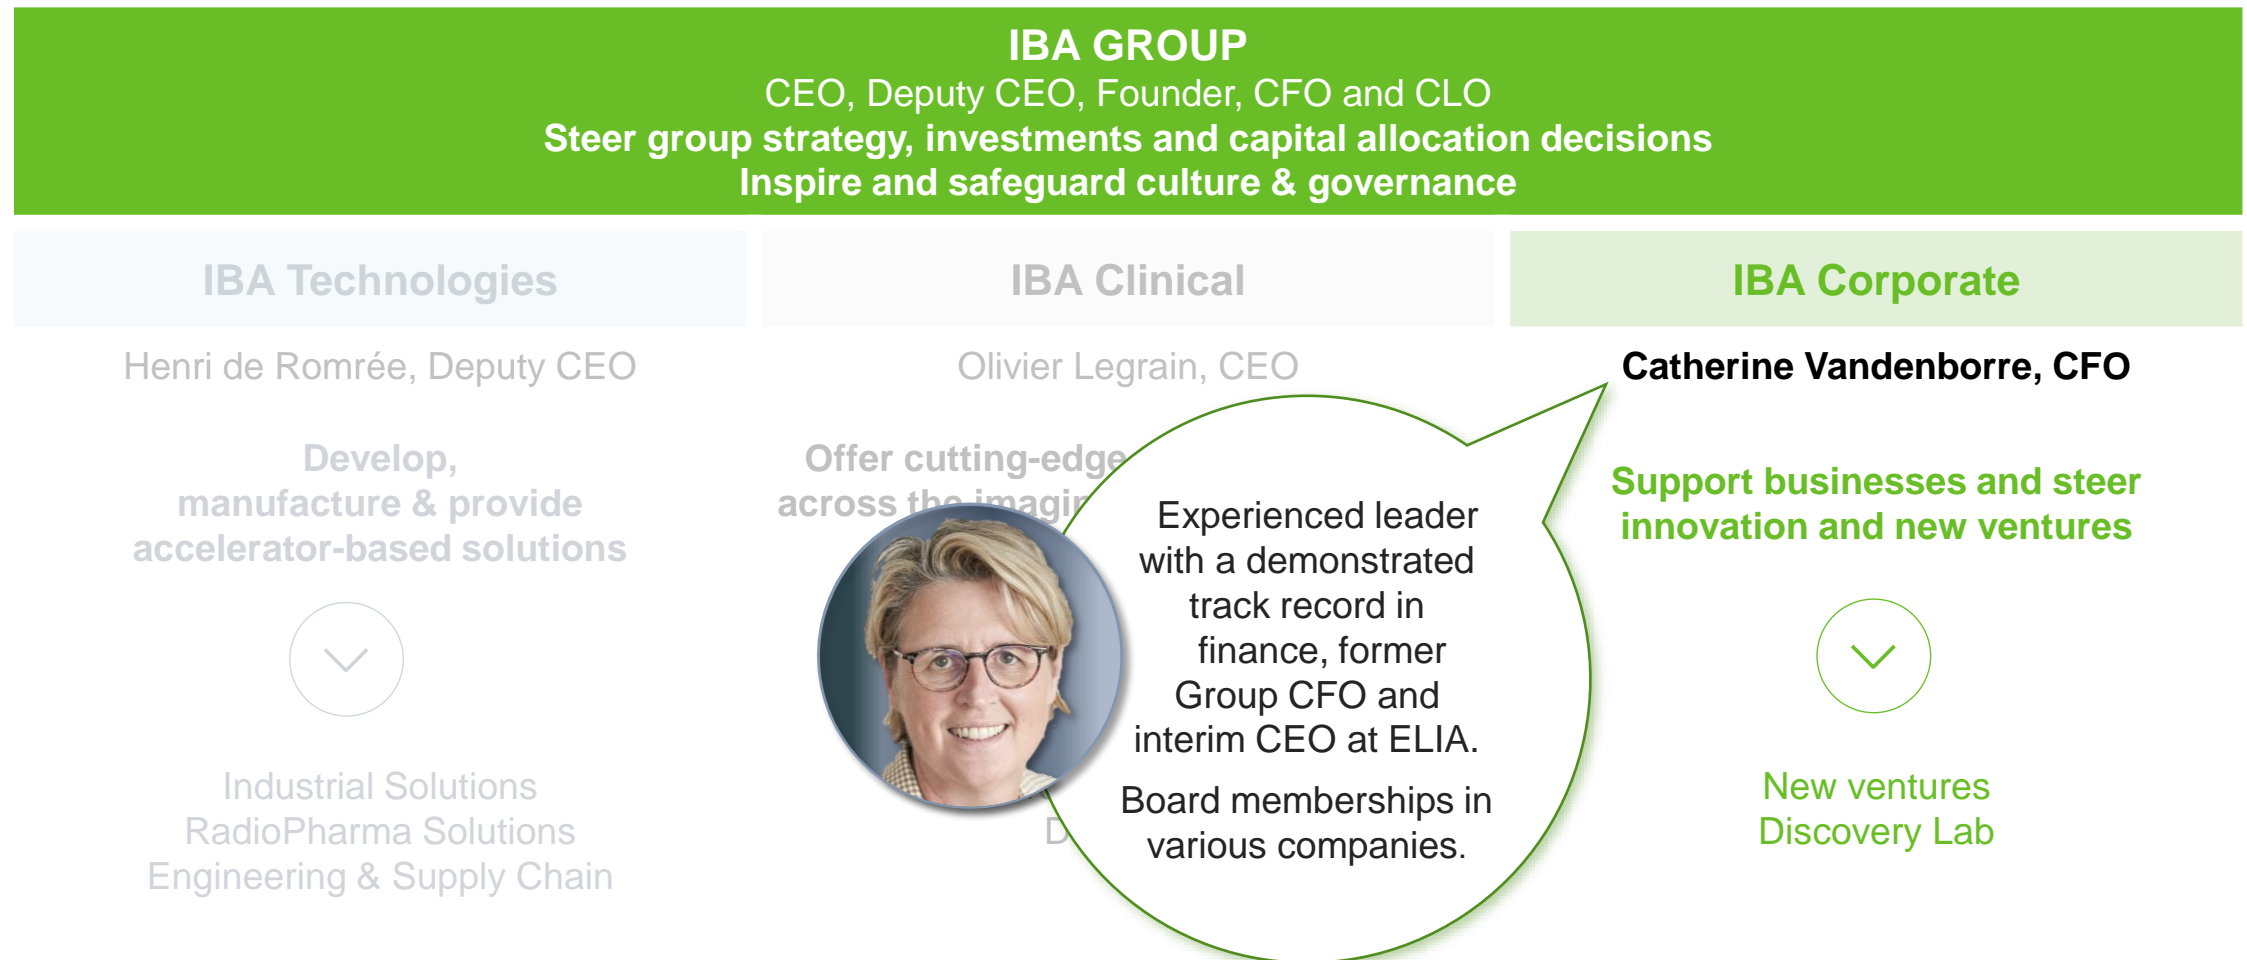 IBA GROUP
CEO, Deputy CEO, Founder, CFO and CLO
Steer group strategy, investments and capital allocation decisions
Inspire and safeguard culture & governance
IBA Technologies
Henri de Romrée, Deputy CEO
Develop,
manufacture & provide
accelerator-based solutions
Industrial Solutions
RadioPharma Solutions
Engineering & Supply Chain
IBA Clinical
Olivier Legrain, CEO
Offer cutting-edge
across the
Experienced leader
with a demonstrated
track record in
finance, former
Group CFO and
interim CEO at ELIA.
Board memberships in
various companies.
IBA Corporate
Catherine Vandenborre, CFO
Support businesses and steer
innovation and new ventures
New ventures
Discovery Lab